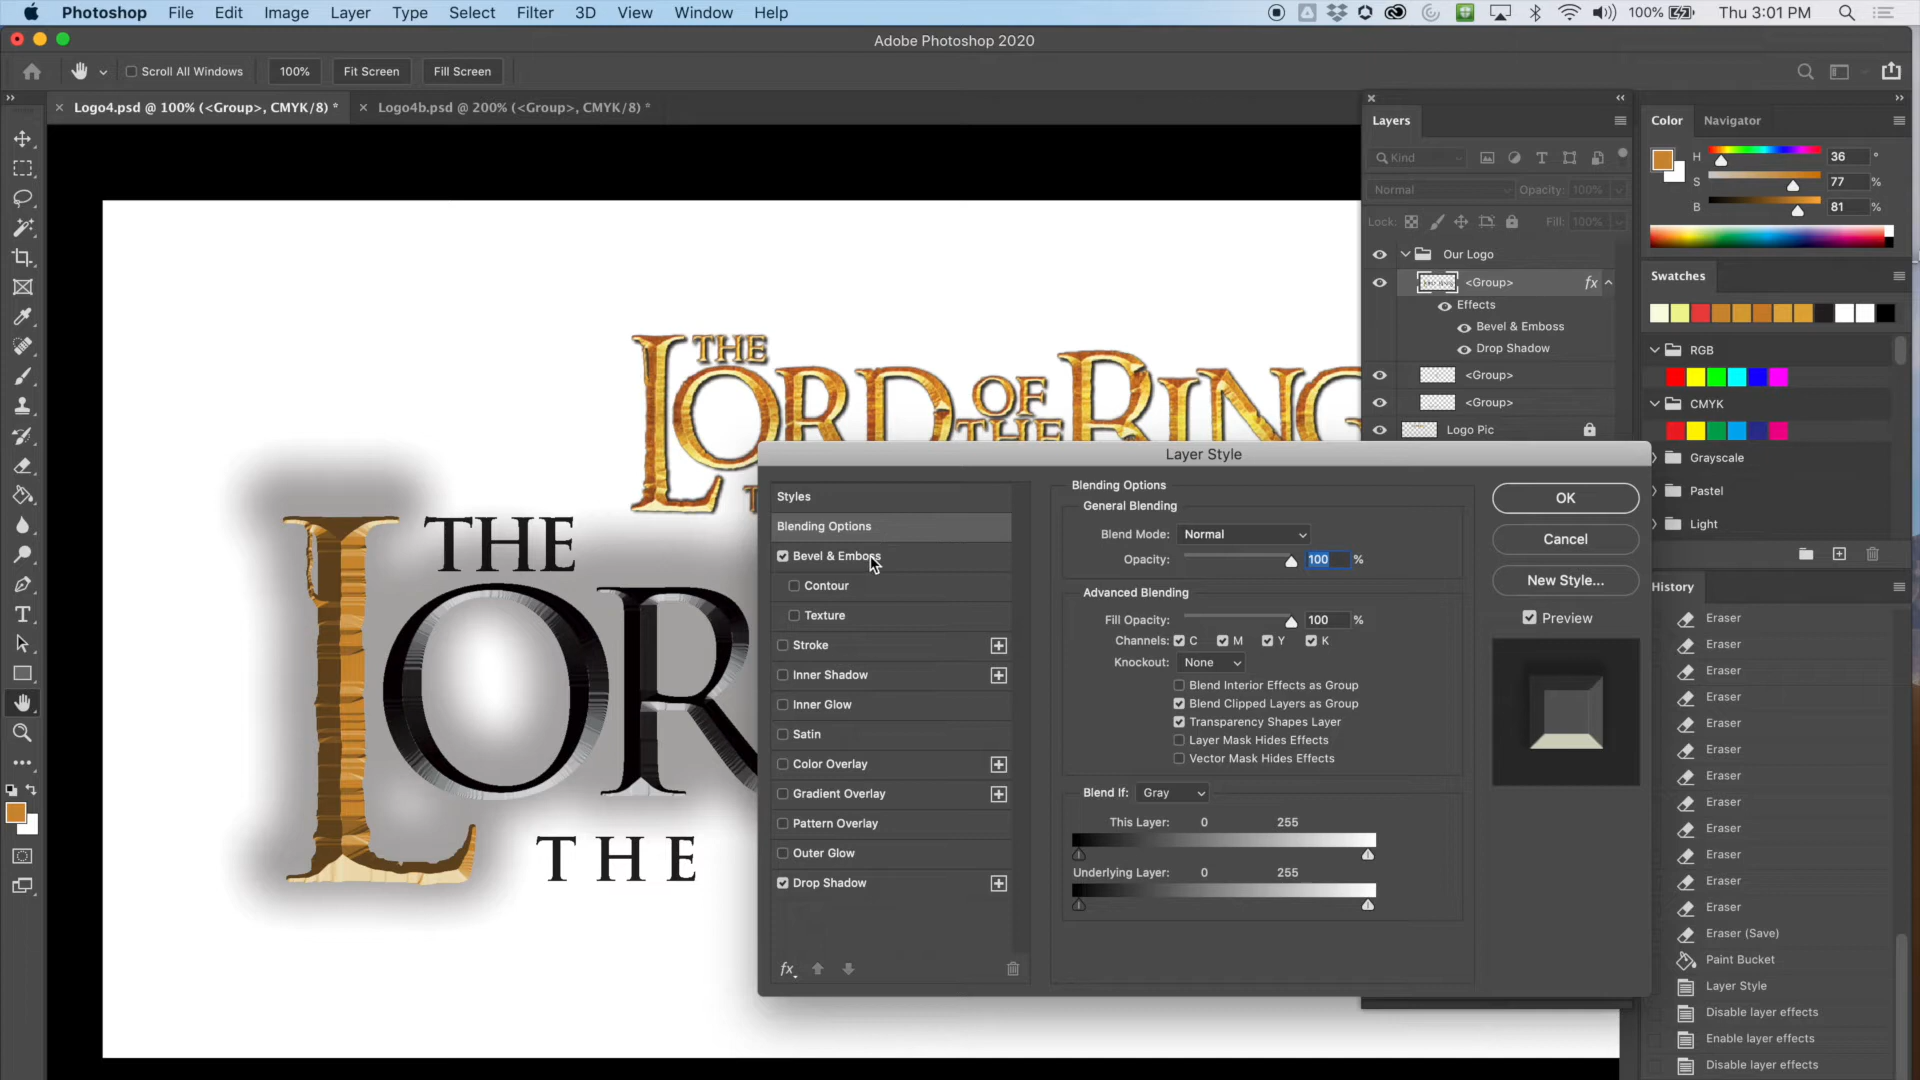 Photoshop File Edit Image Layer Type Select Filter 3D View Window Help 100% Thu 3:01 PM
Adobe Photoshop 2020
Scroll All Windows 100% Fit Screen Fill Screen
Logo4.psd @ 100% (<Group>, CMYK/8) * Logo4b.psd @ 200% (<Group>, CMYK/8) *
Layers
Kind
Normal Opacity: 100%
Lock: Fill: 100%
Our Logo
<Group> fx
Effects
Bevel & Emboss
Drop Shadow
<Group>
<Group>
Logo Pic
Color Navigator
H 36 °
S 77 %
B 81 %
Swatches
RGB
CMYK
Grayscale
Pastel
Light
History
Eraser
Eraser
Eraser
Eraser
Eraser
Eraser
Eraser
Eraser
Eraser
Eraser
Eraser
Eraser
Eraser (Save)
Paint Bucket
Layer Style
Disable layer effects
Enable layer effects
Disable layer effects
THE
LORD OF THE RING
THE
LOR
THE
Layer Style
Styles
Blending Options
Bevel & Emboss
Contour
Texture
Stroke
Inner Shadow
Inner Glow
Satin
Color Overlay
Gradient Overlay
Pattern Overlay
Outer Glow
Drop Shadow
fx
Blending Options
General Blending
Blend Mode: Normal
Opacity: 100 %
Advanced Blending
Fill Opacity: 100 %
Channels: C M Y K
Knockout: None
Blend Interior Effects as Group
Blend Clipped Layers as Group
Transparency Shapes Layer
Layer Mask Hides Effects
Vector Mask Hides Effects
Blend If: Gray
This Layer: 0 255
Underlying Layer: 0 255
OK
Cancel
New Style...
Preview